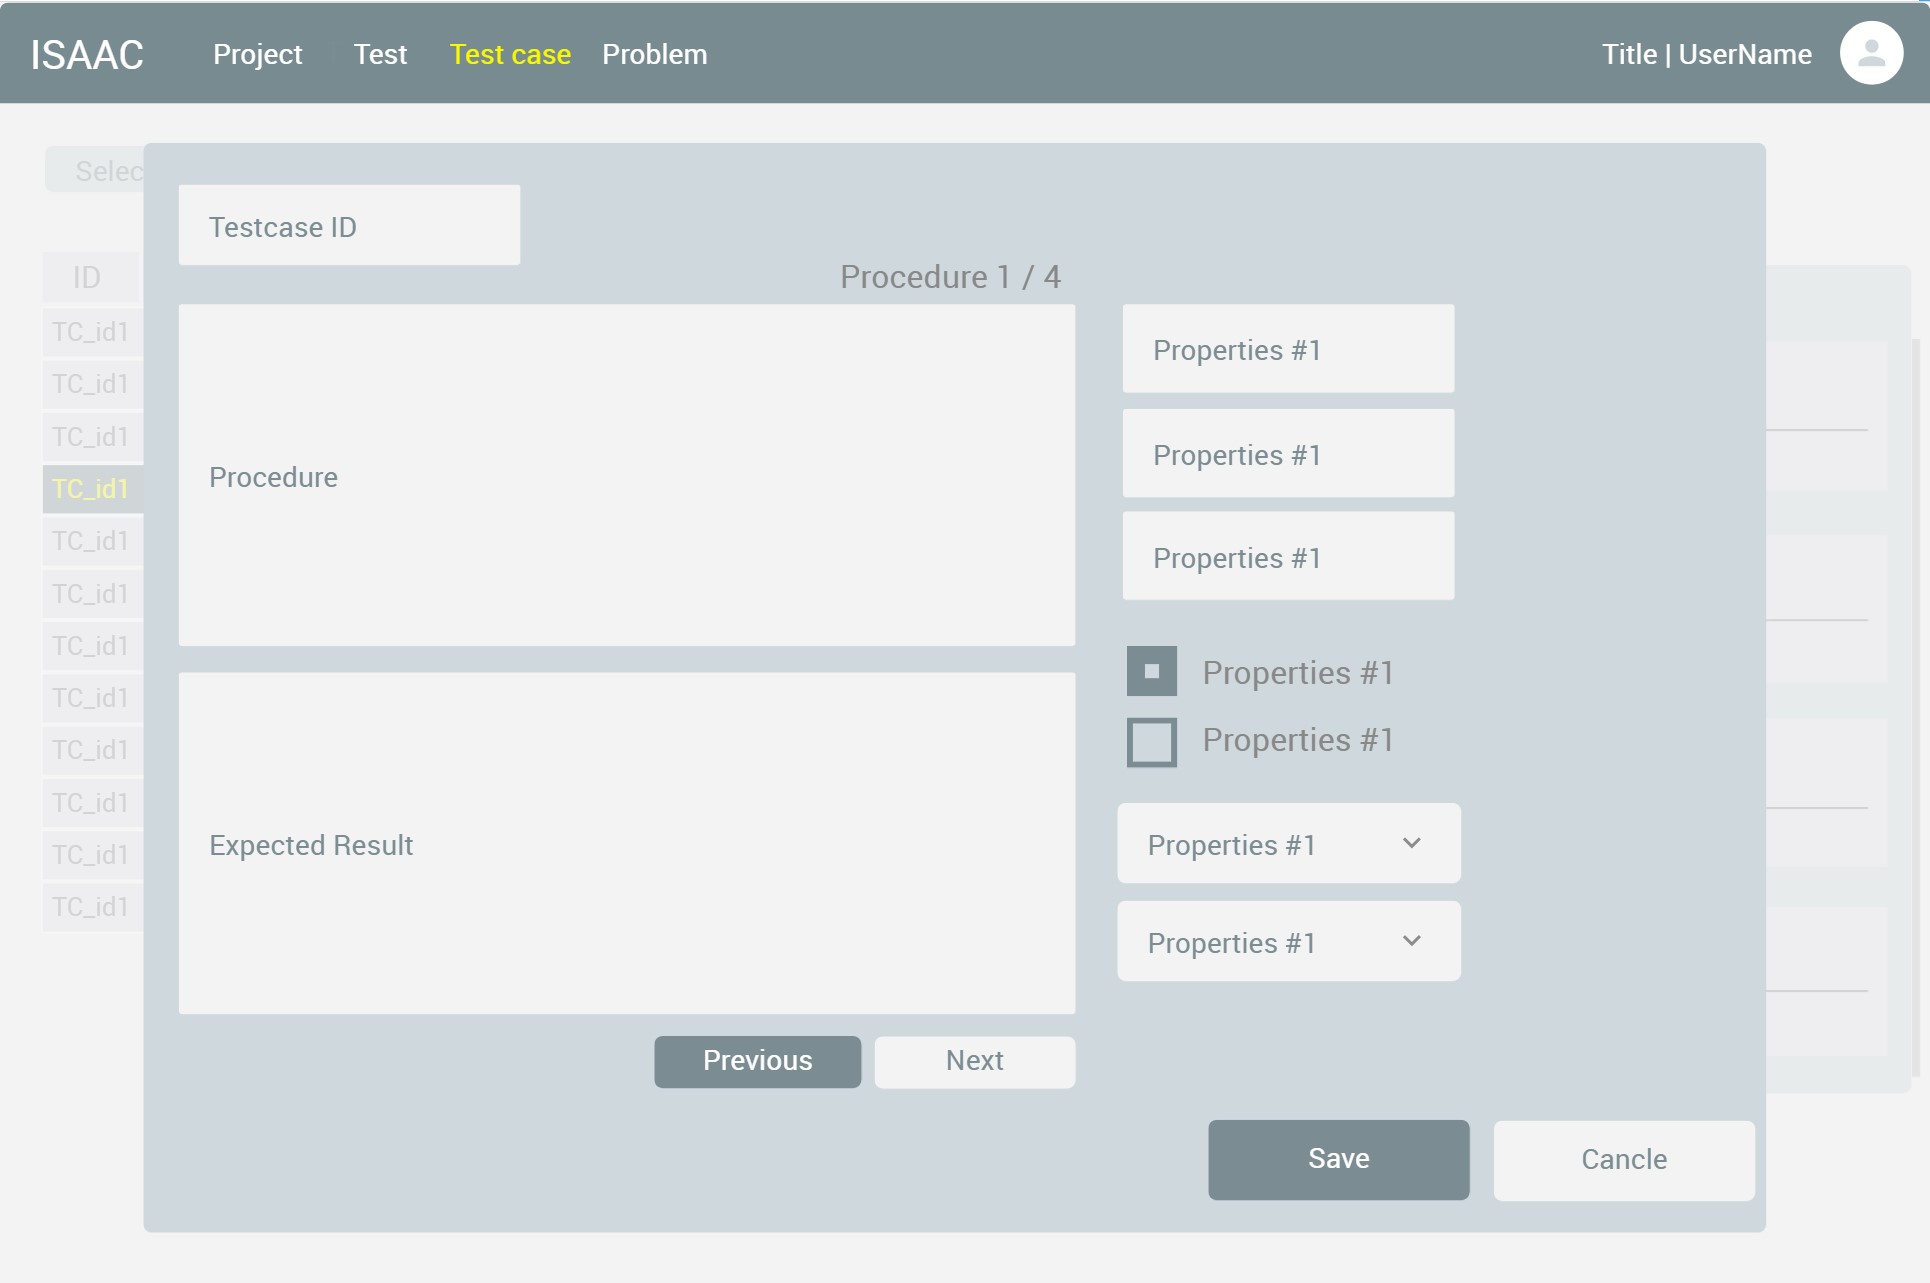 ISAAC
Project
Test
Test case
Problem
Title | UserName
Selec
ID
TC_id1
TC_id1
TC_id1
TC_id1
TC_id1
TC_id1
TC_id1
TC_id1
TC_id1
TC_id1
TC_id1
TC_id1
Testcase ID
Procedure 1 / 4
Procedure
Expected Result
Previous
Next
Properties #1
Properties #1
Properties #1
Properties #1
Properties #1
Properties #1
Properties #1
Save
Cancle